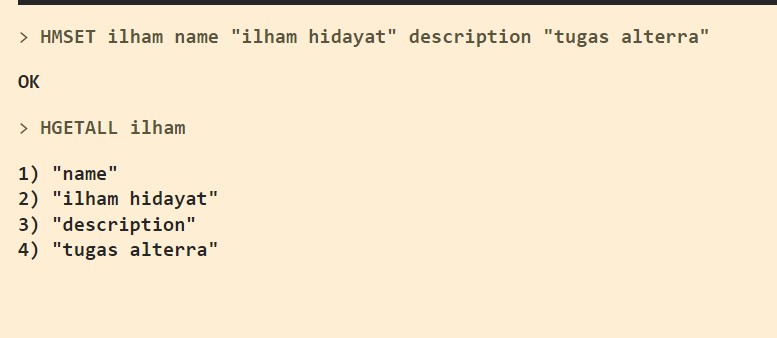 > HMSET ilham name "ilham hidayat" description "tugas alterra"
OK
> HGETALL ilham
1) "name"
2) "ilham hidayat"
3) "description"
4) "tugas alterra"